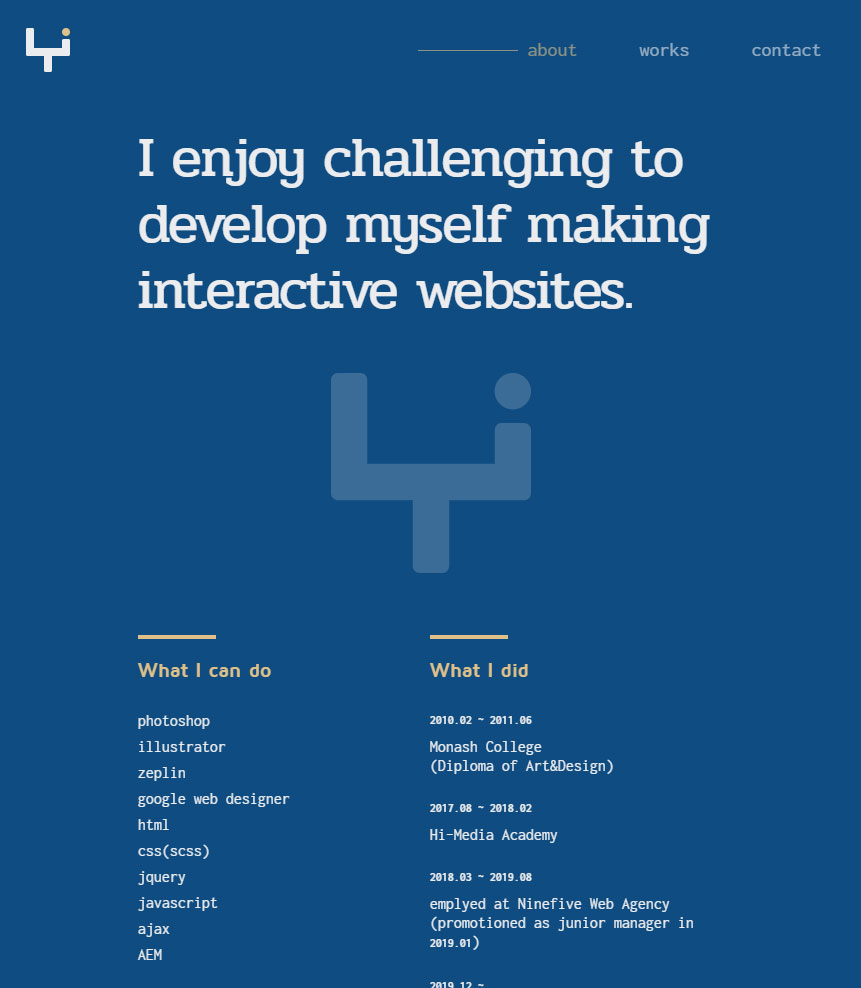 about works contact
I enjoy challenging to
develop myself making
interactive websites.
What I can do
photoshop
illustrator
zeplin
google web designer
html
css(scss)
jquery
javascript
ajax
AEM
What I did
2010.02 ~ 2011.06
Monash College
(Diploma of Art&Design)
2017.08 ~ 2018.02
Hi-Media Academy
2018.03 ~ 2019.08
emplyed at Ninefive Web Agency
(promotioned as junior manager in
2019.01)
2019.12 ~